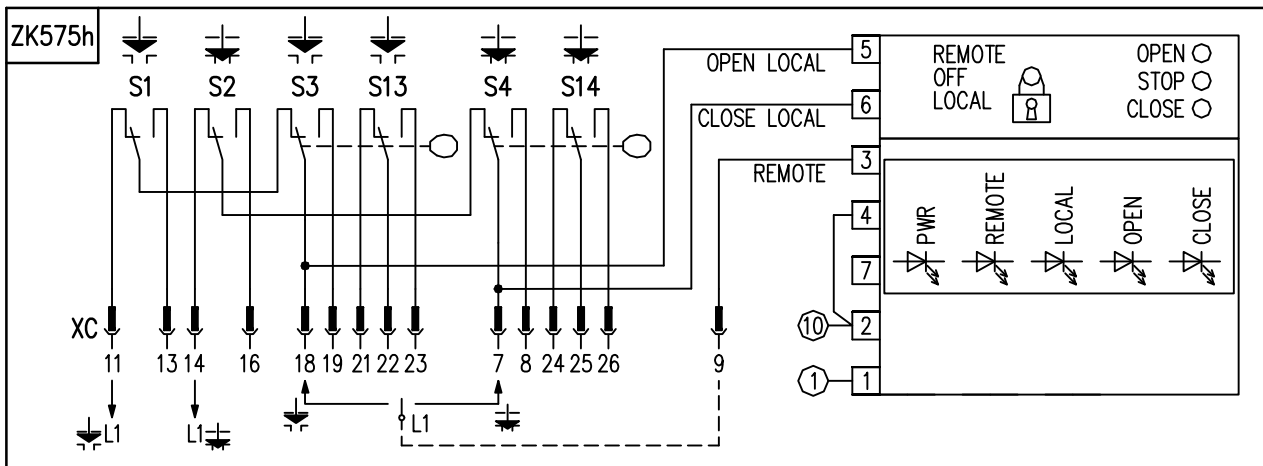 ZK575h
S1 S2 S3 S13 S4 S14
OPEN LOCAL
CLOSE LOCAL
REMOTE
5
6
3
4
7
2
1
10
1
REMOTE
OFF
LOCAL
OPEN
STOP
CLOSE
PWR
REMOTE
LOCAL
OPEN
CLOSE
XC
11 13 14 16 18 19 21 22 23 7 8 24 25 26 9
L1 L1 L1